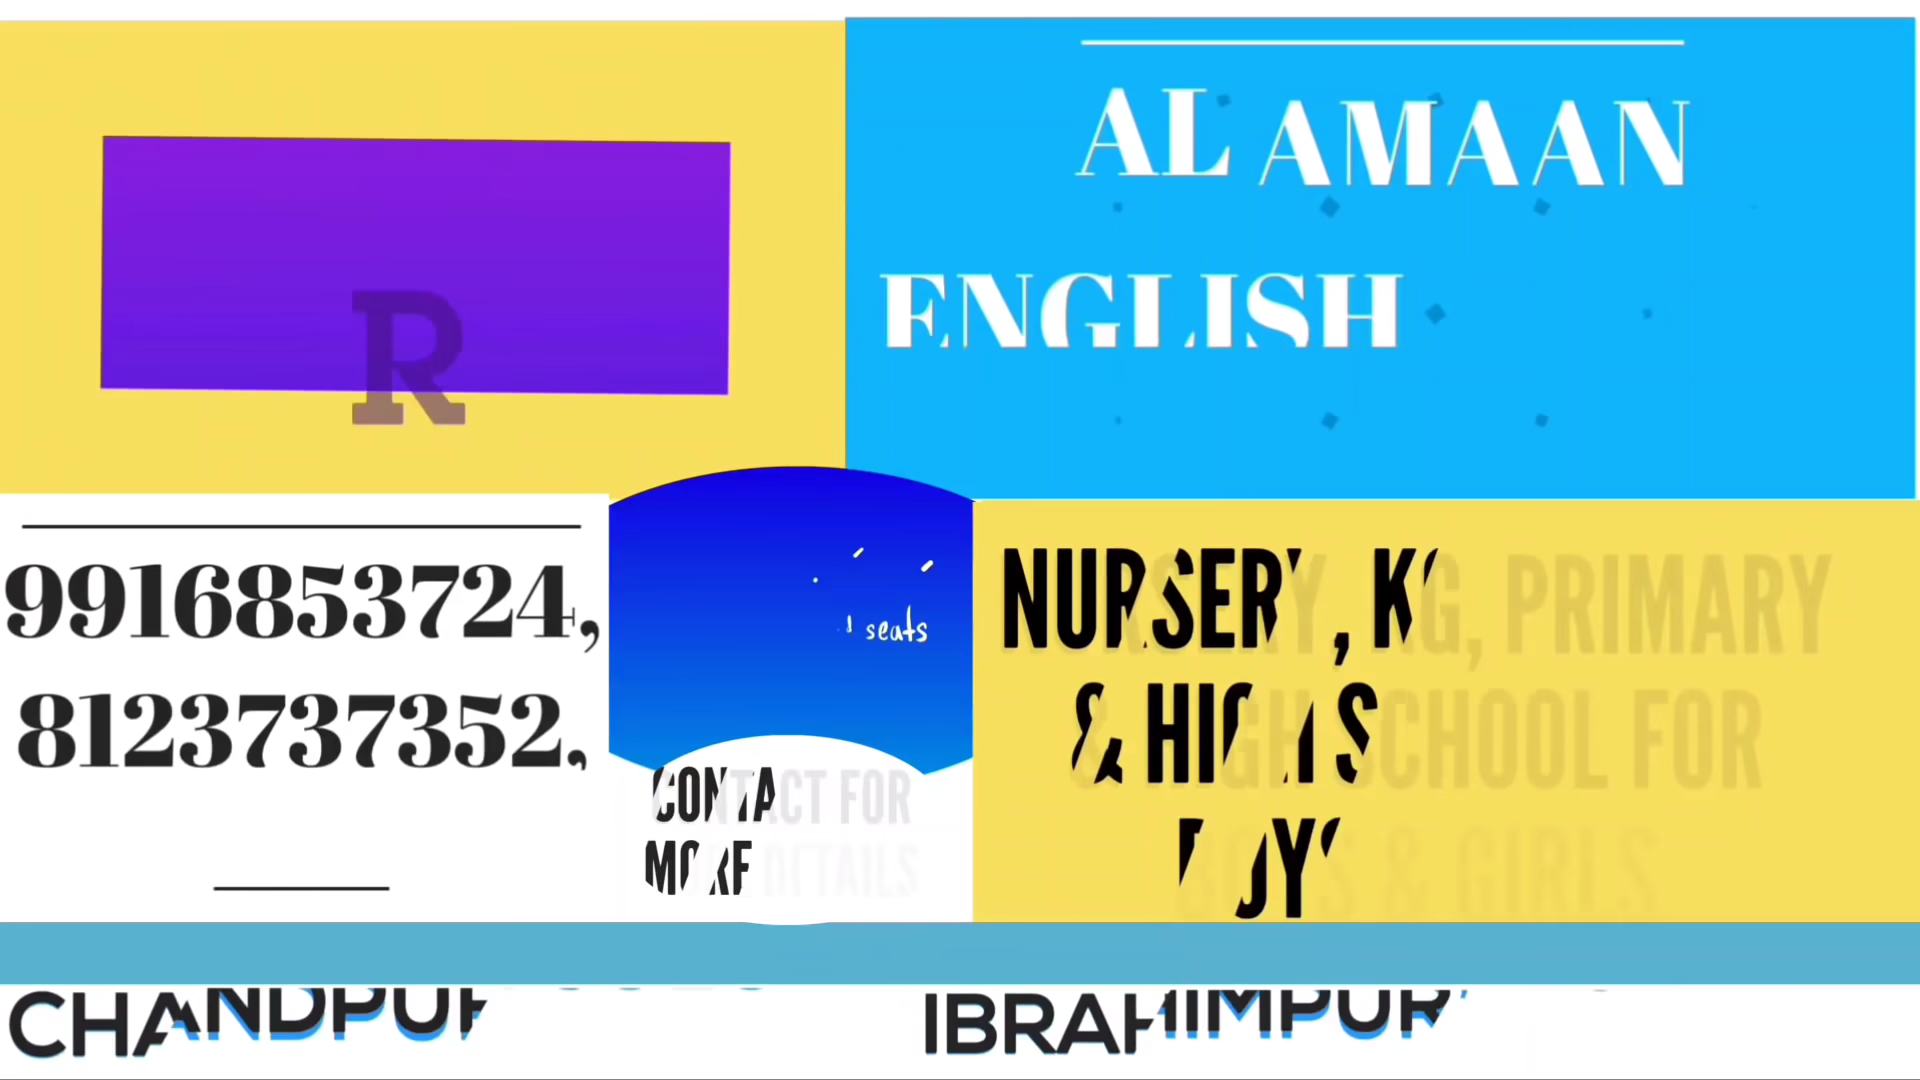 R
AL AMAAN
ENGLISH
9916853724,
8123737352,
seats
CONTACT FOR
MORE DETAILS
NURSERY, KG, PRIMARY
& HIGH SCHOOL FOR
BOYS & GIRLS
CHANDPUR
IBRAHIMPUR